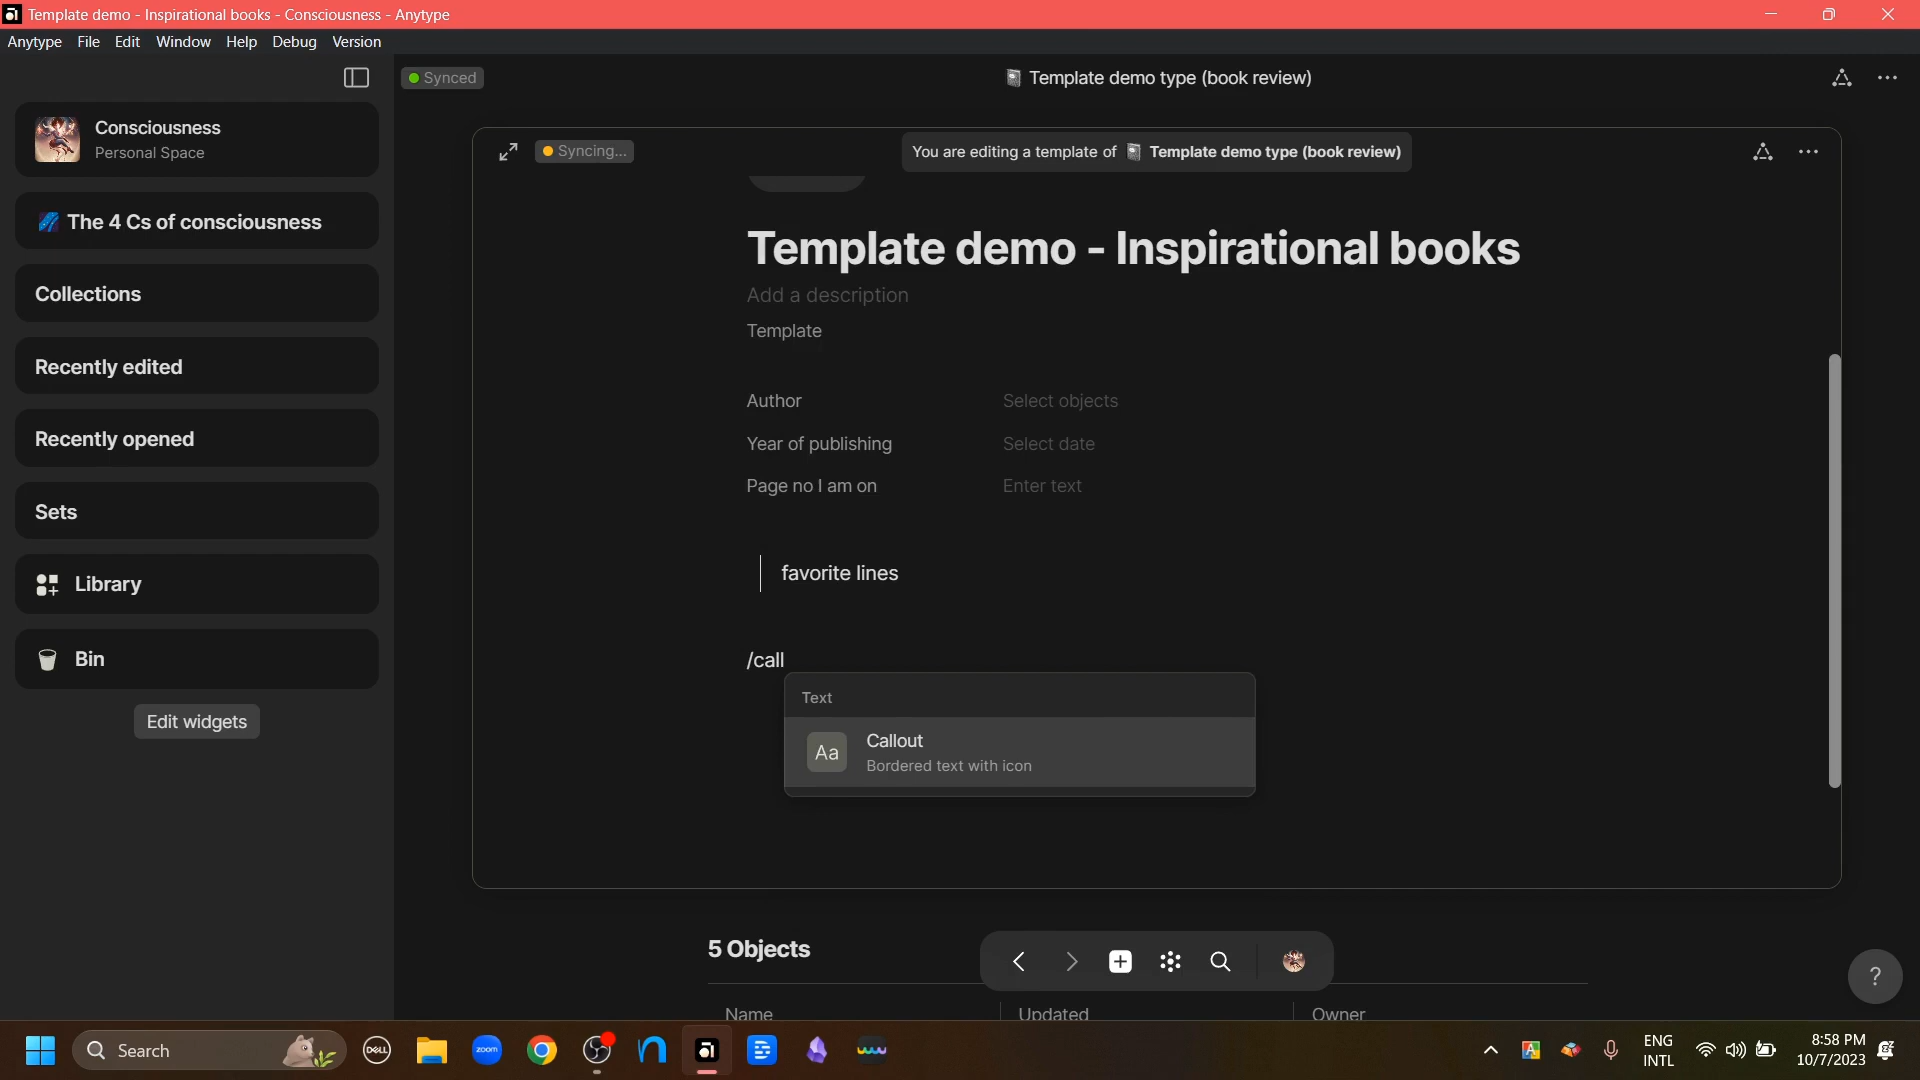 Template demo - Inspirational books - Consciousness - Anytype
Anytype File Edit Window Help Debug Version
Synced
Template demo type (book review)
Consciousness
Personal Space
The 4 Cs of consciousness
Collections
Recently edited
Recently opened
Sets
Library
Bin
Edit widgets
Syncing...
You are editing a template of Template demo type (book review)
Template demo - Inspirational books
Add a description
Template
Author Select objects
Year of publishing Select date
Page no I am on Enter text
favorite lines
/call
Text
Aa
Callout
Bordered text with icon
5 Objects
Name Updated Owner
?
Search
DELL
zoom
A
ENG
INTL
8:58 PM
10/7/2023